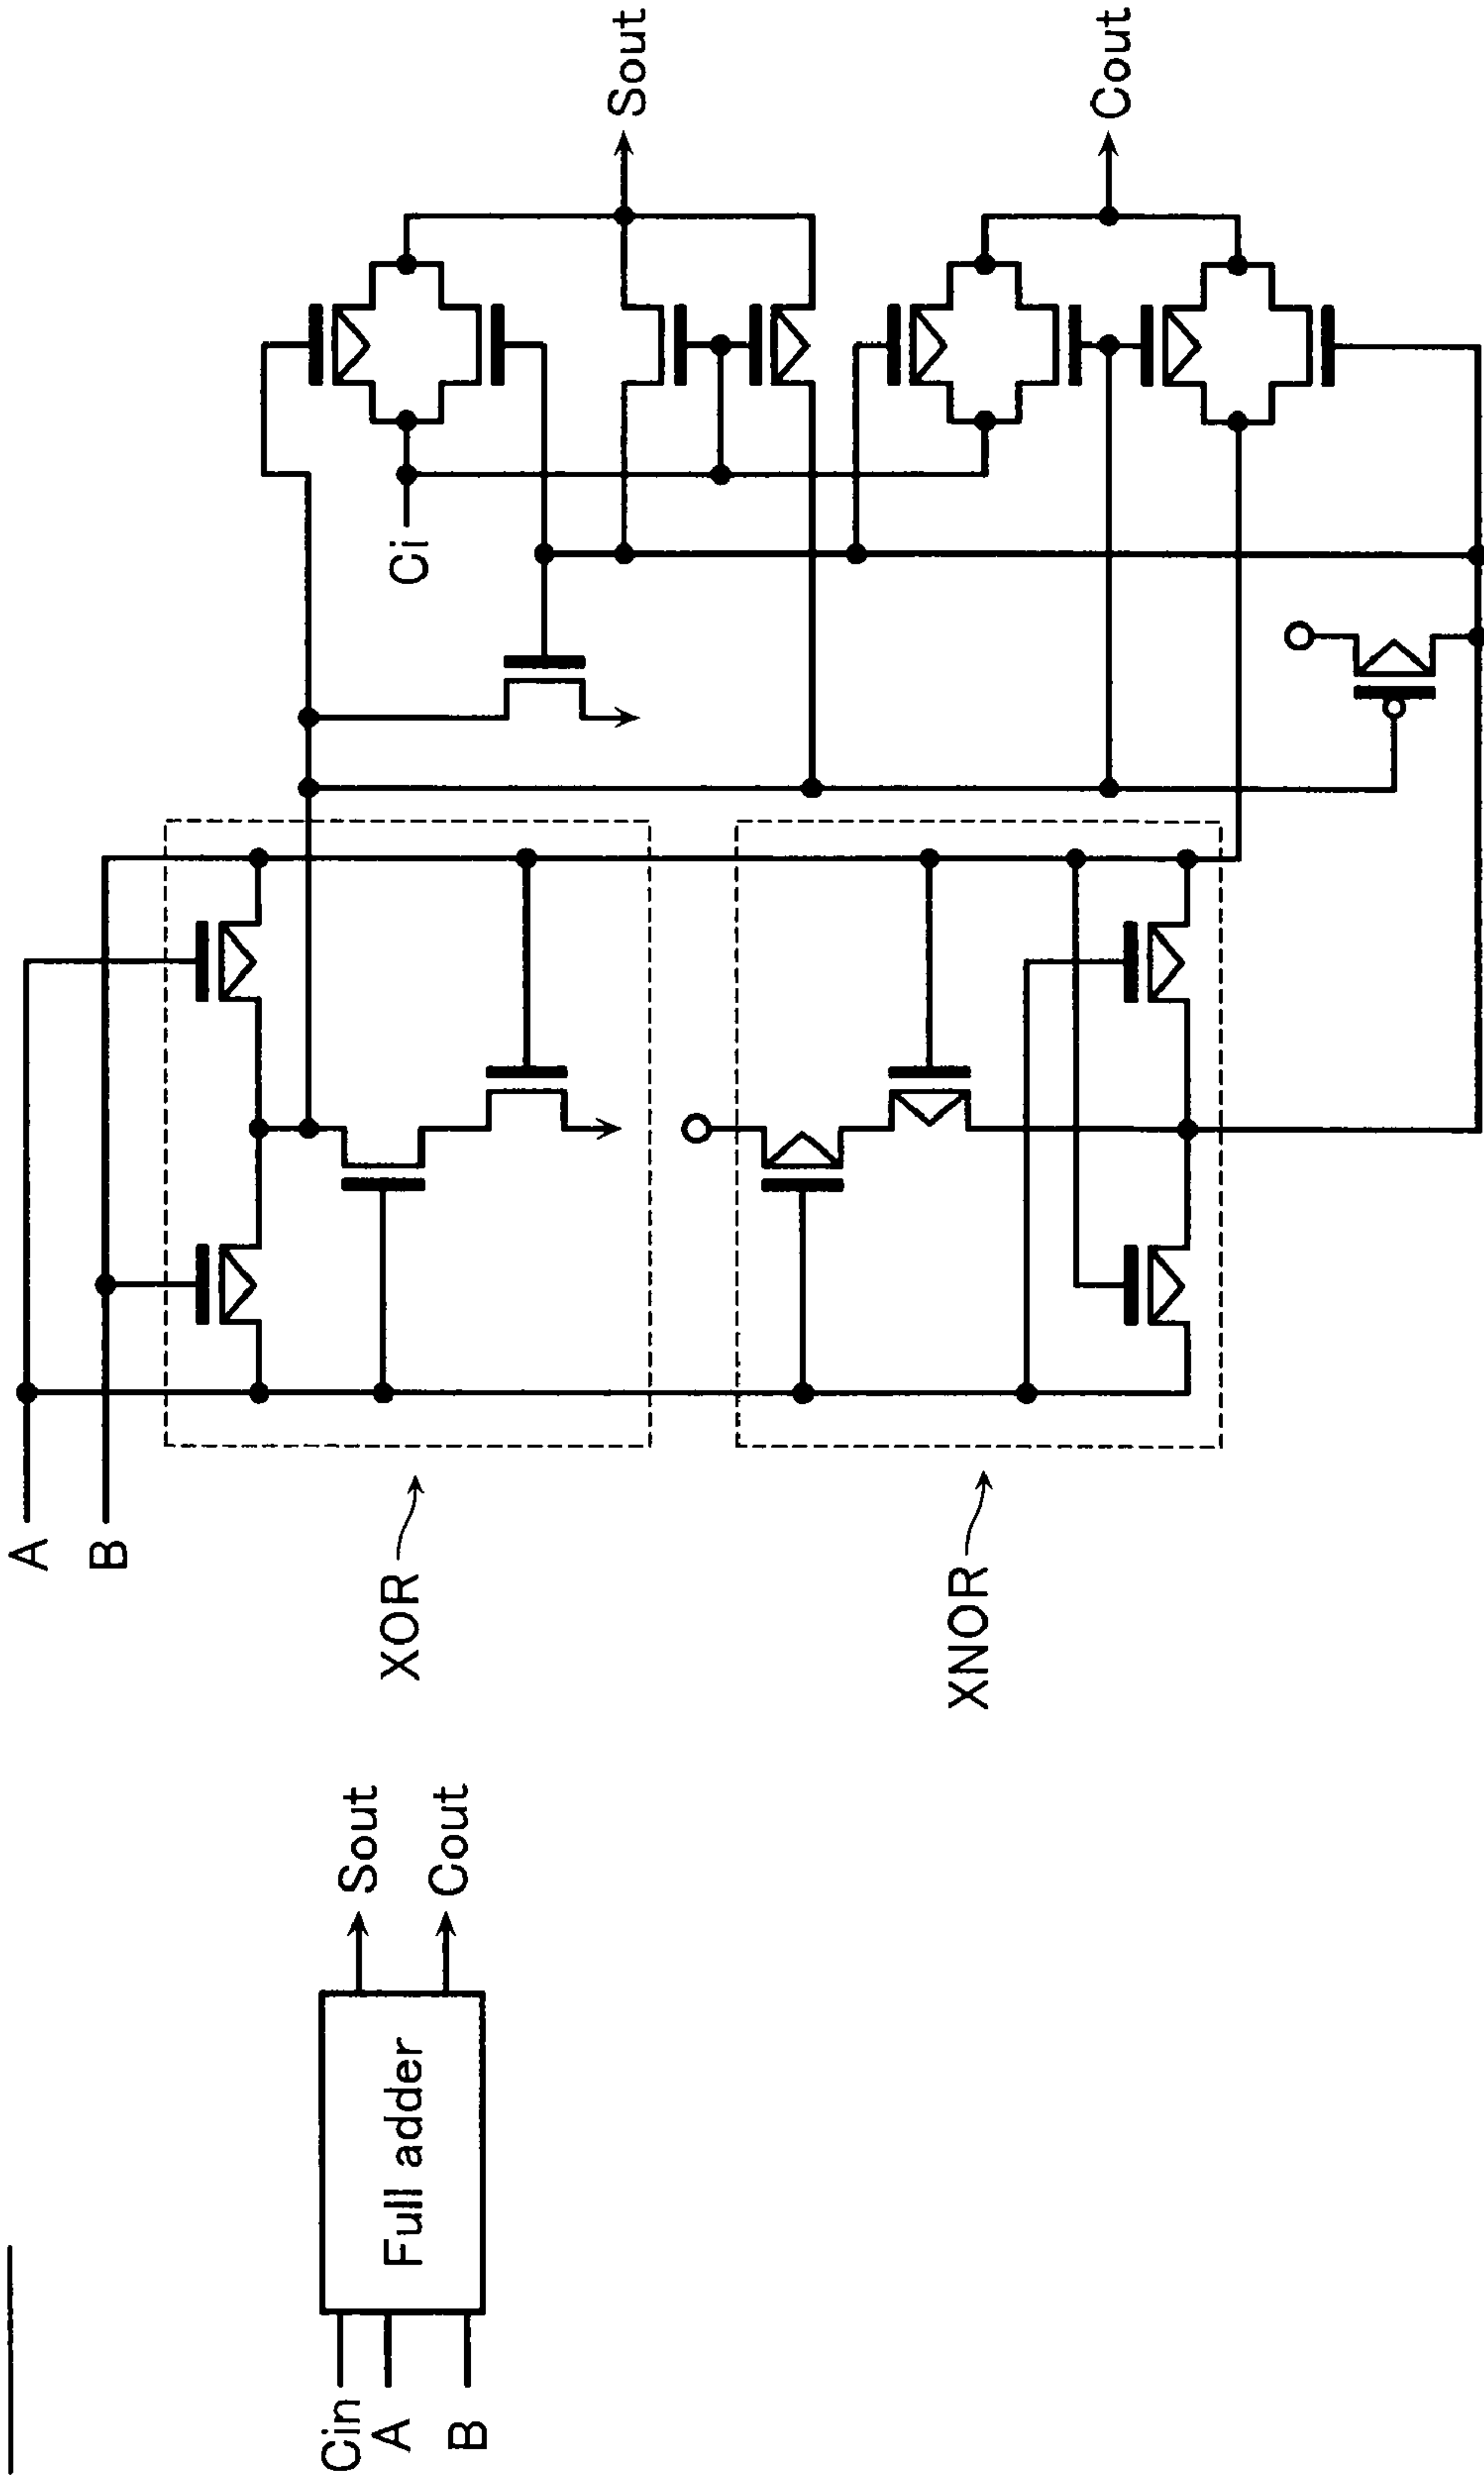 Cin
A
B
Full adder
Sout
Cout
A
B
XOR
XNOR
Ci
Sout
Cout